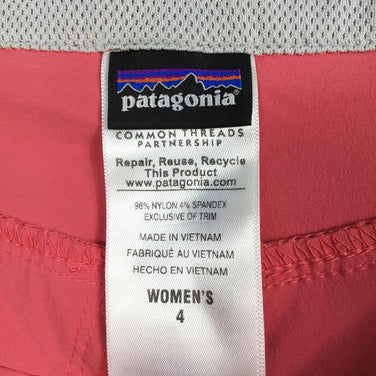 patagonia
COMMON THREADS
PARTNERSHIP
Repair, Reuse, Recycle
This Product
www.patagonia.com
96% NYLON 4% SPANDEX
EXCLUSIVE OF TRIM
MADE IN VIETNAM
FABRIQUÉ AU VIETNAM
HECHO EN VIETNAM
WOMEN'S
4